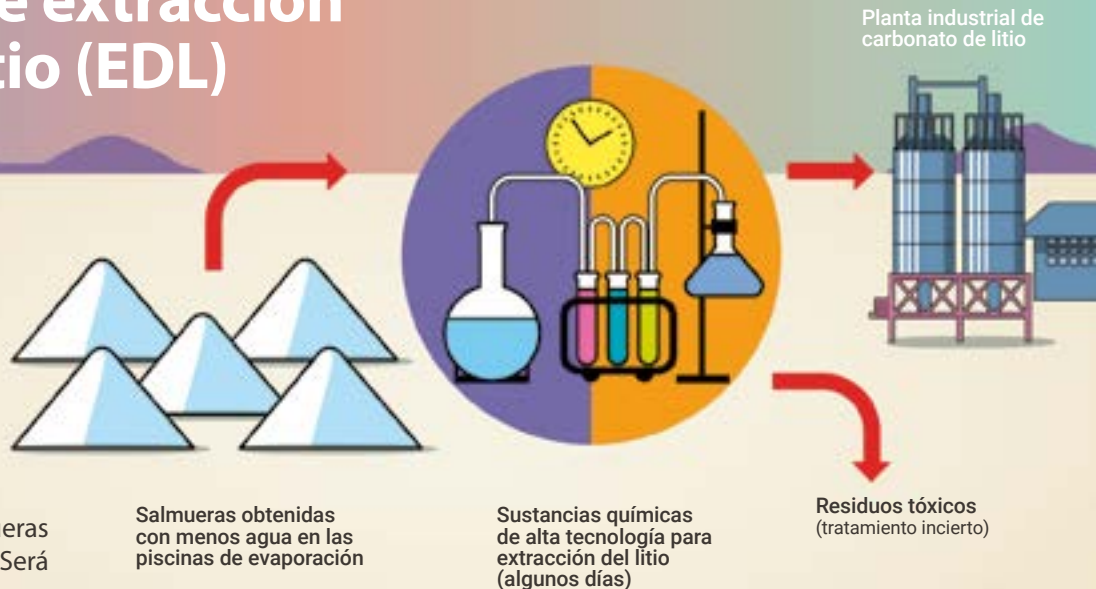 e extracción
tio (EDL)
Planta industrial de
carbonato de litio
eras
Será
Salmueras obtenidas
con menos agua en las
piscinas de evaporación
Sustancias químicas
de alta tecnología para
extracción del litio
(algunos días)
Residuos tóxicos
(tratamiento incierto)